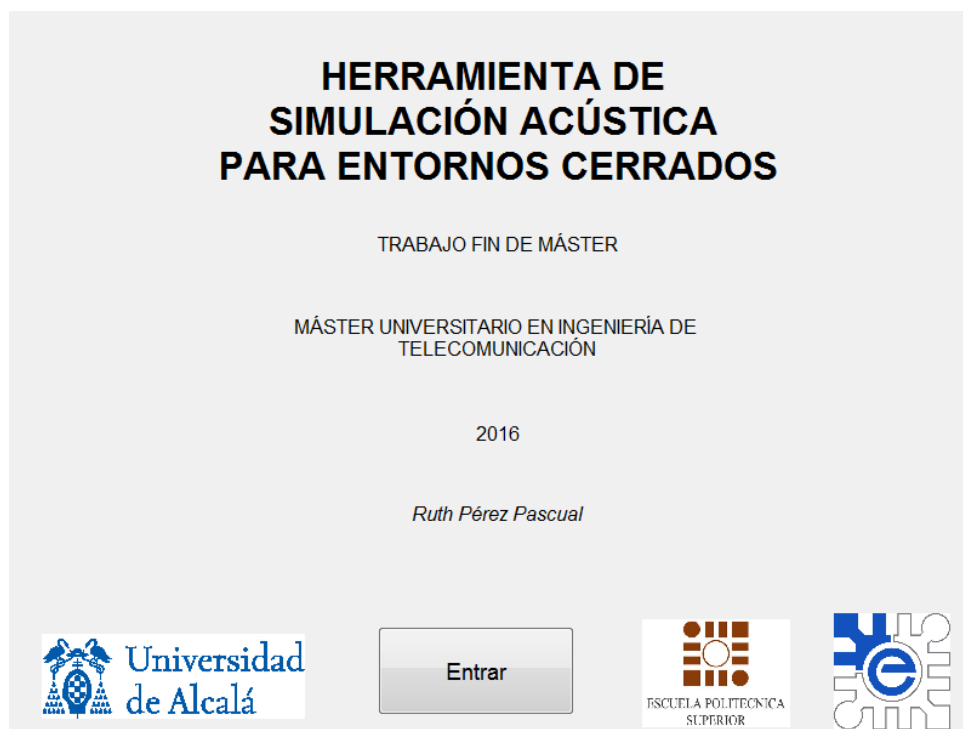 HERRAMIENTA DE
SIMULACIÓN ACÚSTICA
PARA ENTORNOS CERRADOS
TRABAJO FIN DE MÁSTER
MÁSTER UNIVERSITARIO EN INGENIERÍA DE
TELECOMUNICACIÓN
2016
Ruth Pérez Pascual
Universidad
de Alcalá
Entrar
ESCUELA POLITECNICA
SUPERIOR
e